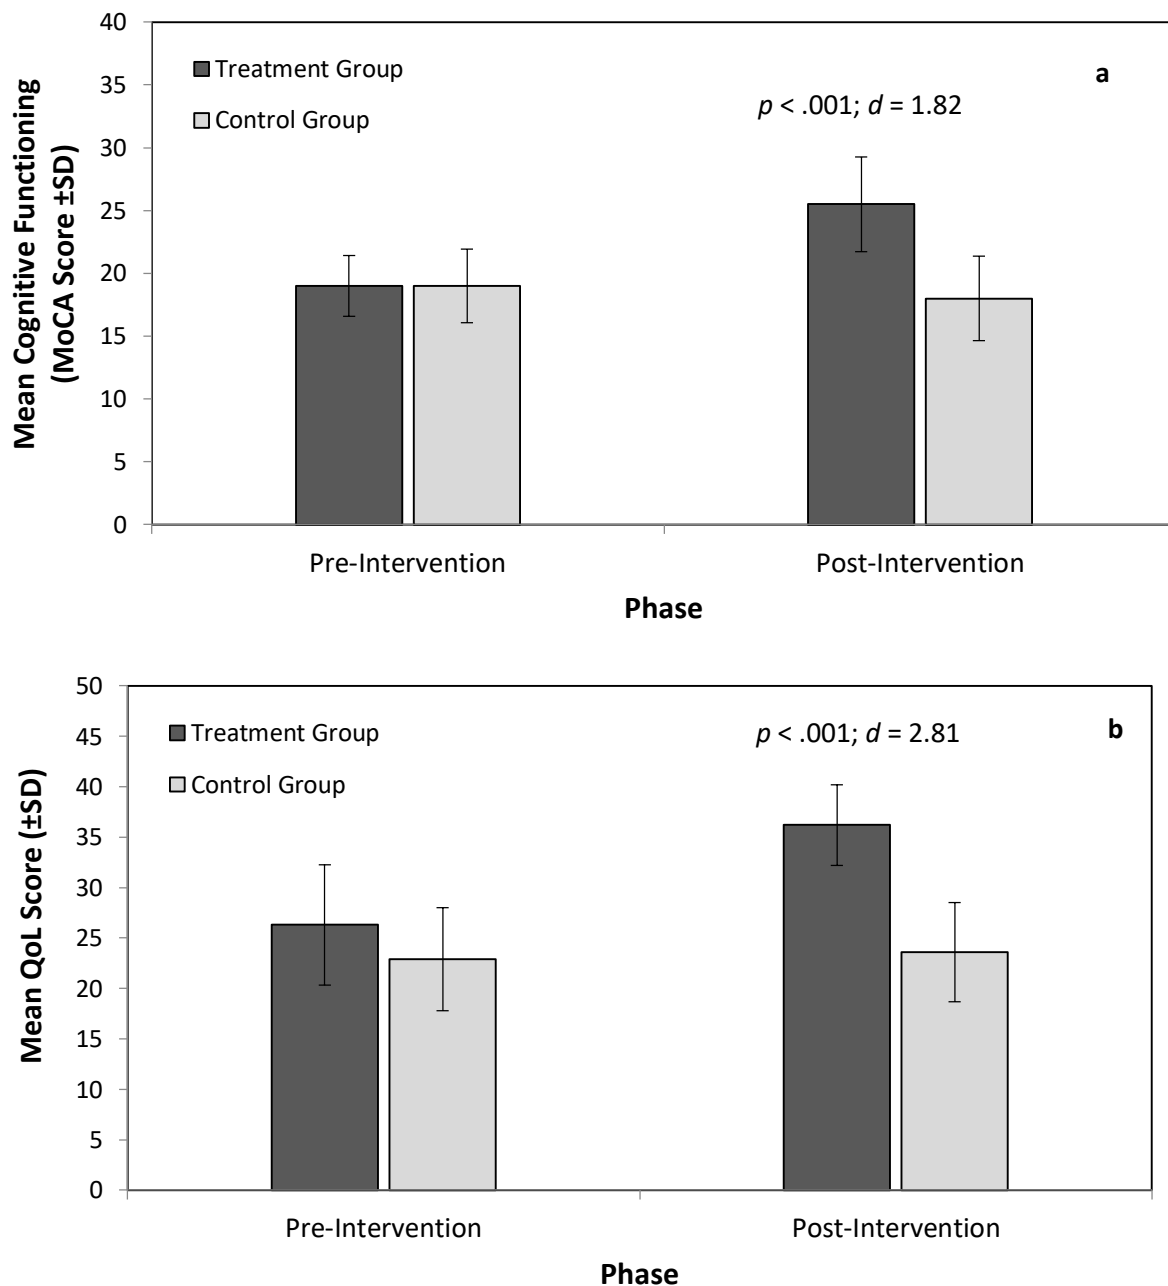 40
35
30
25
20
15
10
5
0
Mean Cognitive Functioning
(MoCA Score ±SD)
Treatment Group
Control Group
a
p < .001; d = 1.82
Pre-Intervention
Post-Intervention
Phase
50
45
40
35
30
25
20
15
10
5
0
Mean QoL Score (±SD)
Treatment Group
Control Group
p < .001; d = 2.81
b
Pre-Intervention
Post-Intervention
Phase